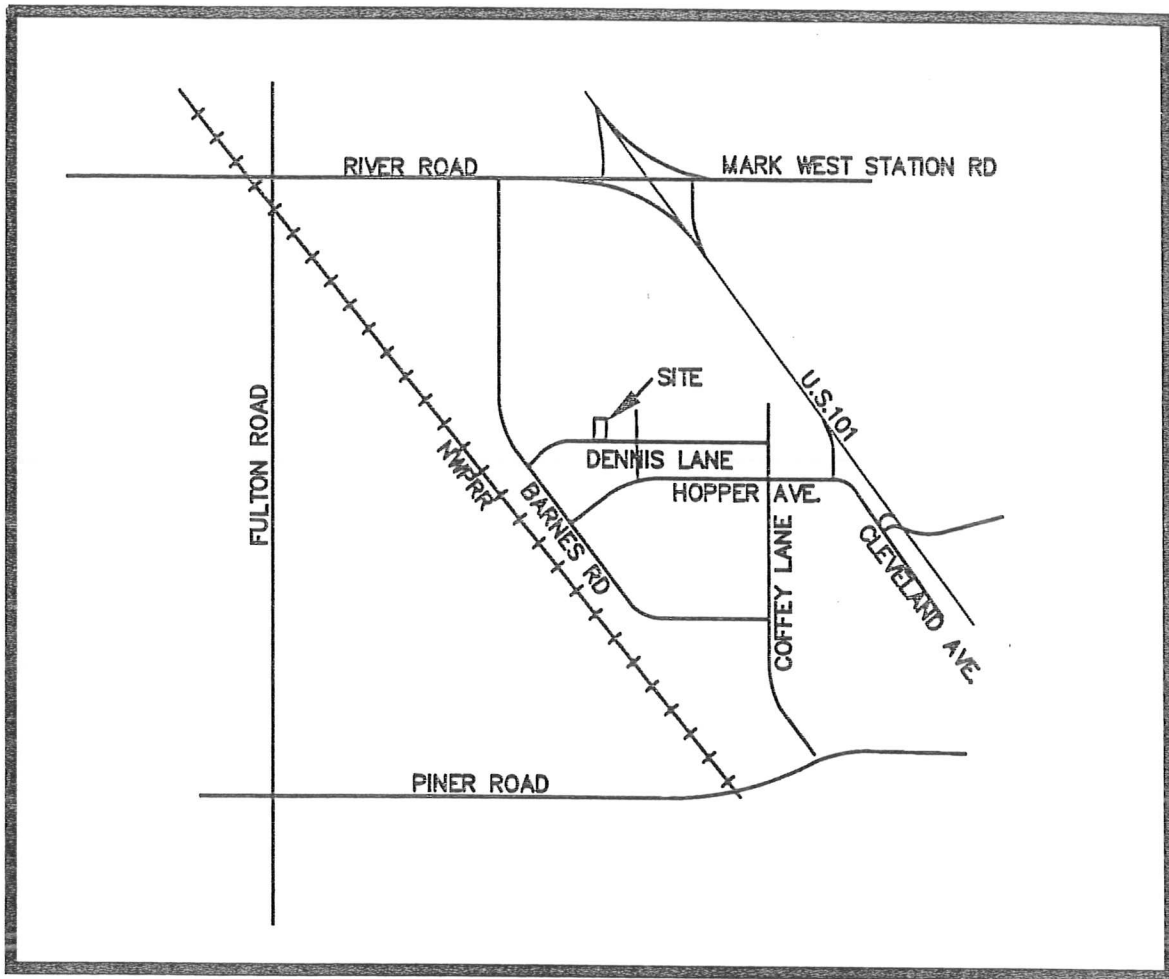 RIVER ROAD
MARK WEST STATION RD
SITE
U.S.101
FULTON ROAD
NWPRR
DENNIS LANE
BARNES RD
HOPPER AVE.
COFFEY LANE
CLEVELAND AVE.
PINER ROAD